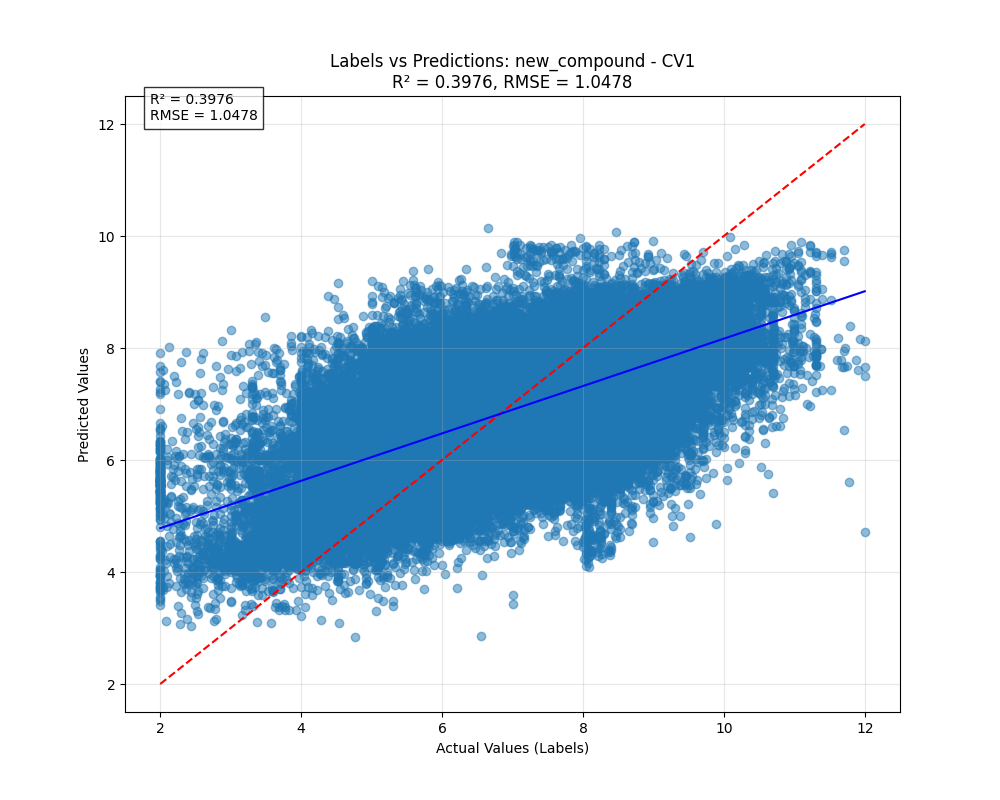 Labels vs Predictions: new_compound - CV1
R² = 0.3976, RMSE = 1.0478
R² = 0.3976
RMSE = 1.0478
12
10
8
6
4
2
Predicted Values
2 4 6 8 10 12
Actual Values (Labels)